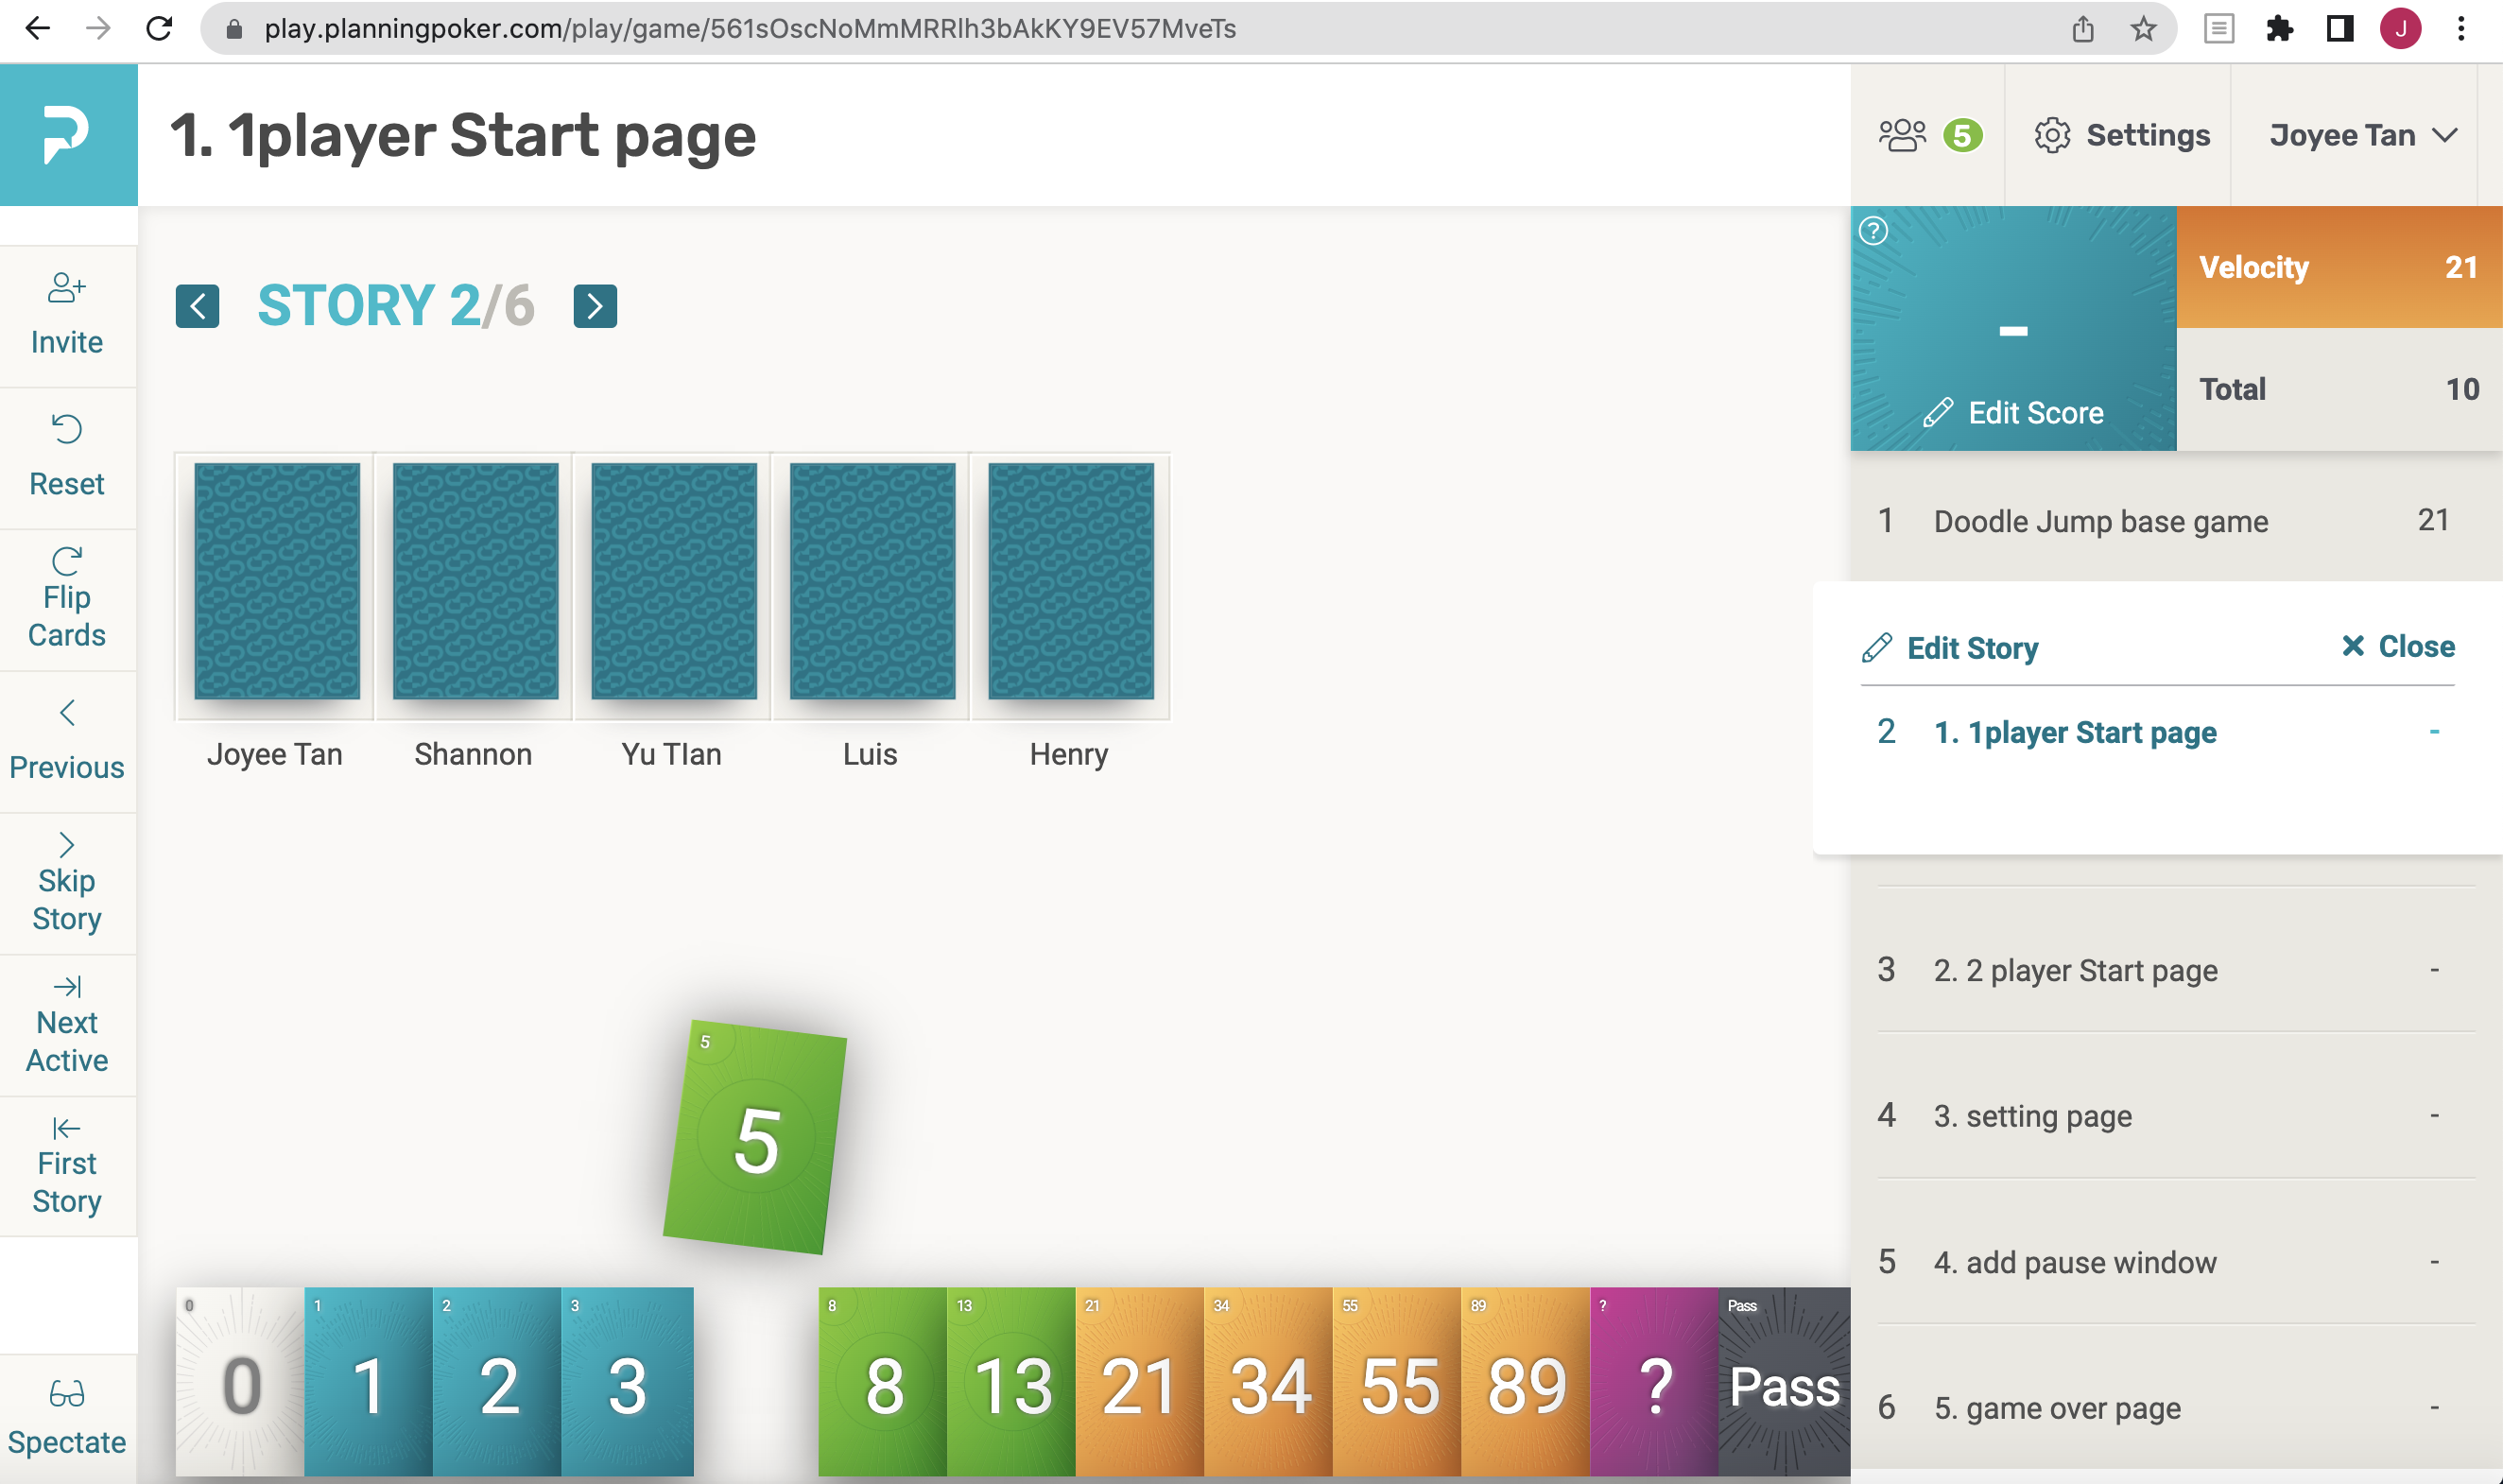 play.planningpoker.com/play/game/561sOscNoMmMRRlh3bAkKY9EV57MveTs
J
1. 1player Start page
5
Settings
Joyee Tan
Invite
Reset
Flip
Cards
Previous
Skip
Story
Next
Active
First
Story
Spectate
STORY 2/6
Joyee Tan
Shannon
Yu TIan
Luis
Henry
5
5
0
0
1
1
2
2
3
3
8
8
13
13
21
21
34
34
55
55
89
89
?
?
Pass
Pass
?
-
Edit Score
Velocity 21
Total 10
1 Doodle Jump base game 21
Edit Story
Close
2 1. 1player Start page -
3 2. 2 player Start page -
4 3. setting page -
5 4. add pause window -
6 5. game over page -